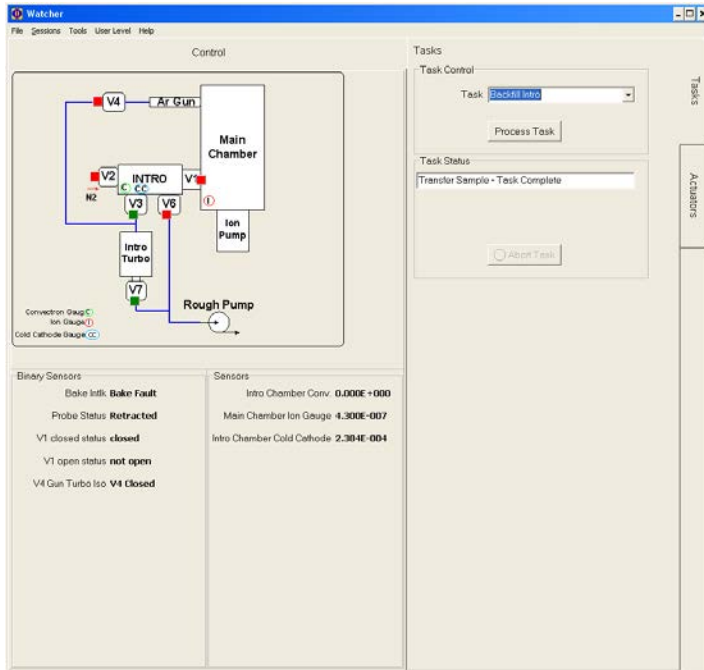 Watcher
File Sessions Tools User Level Help
Control
V4
Ar Gun
Main
Chamber
V2
INTRO
V1
C CC
N2
V3
V6
I
Ion
Pump
Intro
Turbo
V7
Rough Pump
Convectron Gaug C
Ion Gauge I
Cold Cathode Gauge CC
Binary Sensors
Bake Intlk Bake Fault
Probe Status Retracted
V1 closed status closed
V1 open status not open
V4 Gun Turbo Iso V4 Closed
Sensors
Intro Chamber Conv. 0.000E+000
Main Chamber Ion Gauge 4.300E-007
Intro Chamber Cold Cathode 2.304E-004
Tasks
Task Control
Task Backfill Intro
Process Task
Task Status
Transfer Sample - Task Complete
Abort Task
Tasks
Actuators